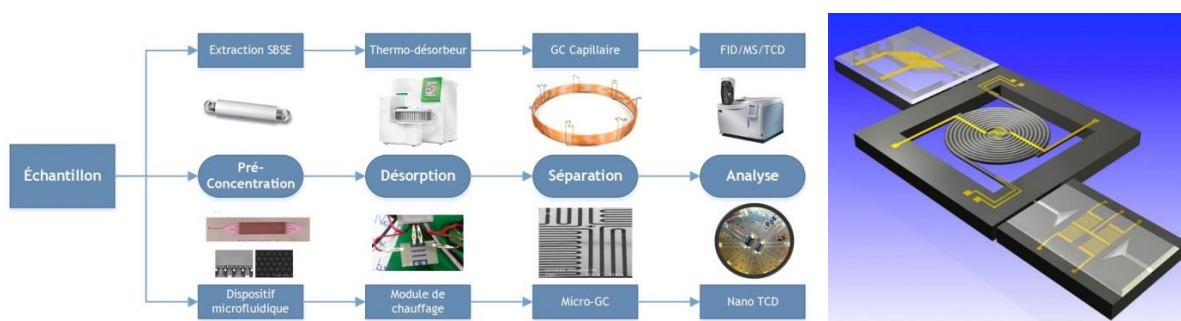 Extraction SBSE
Thermo-désorbeur
GC Capillaire
FID/MS/TCD
Échantillon
Pré-
Concentration
Désorption
Séparation
Analyse
Dispositif
microfluidique
Module de
chauffage
Micro-GC
Nano TCD